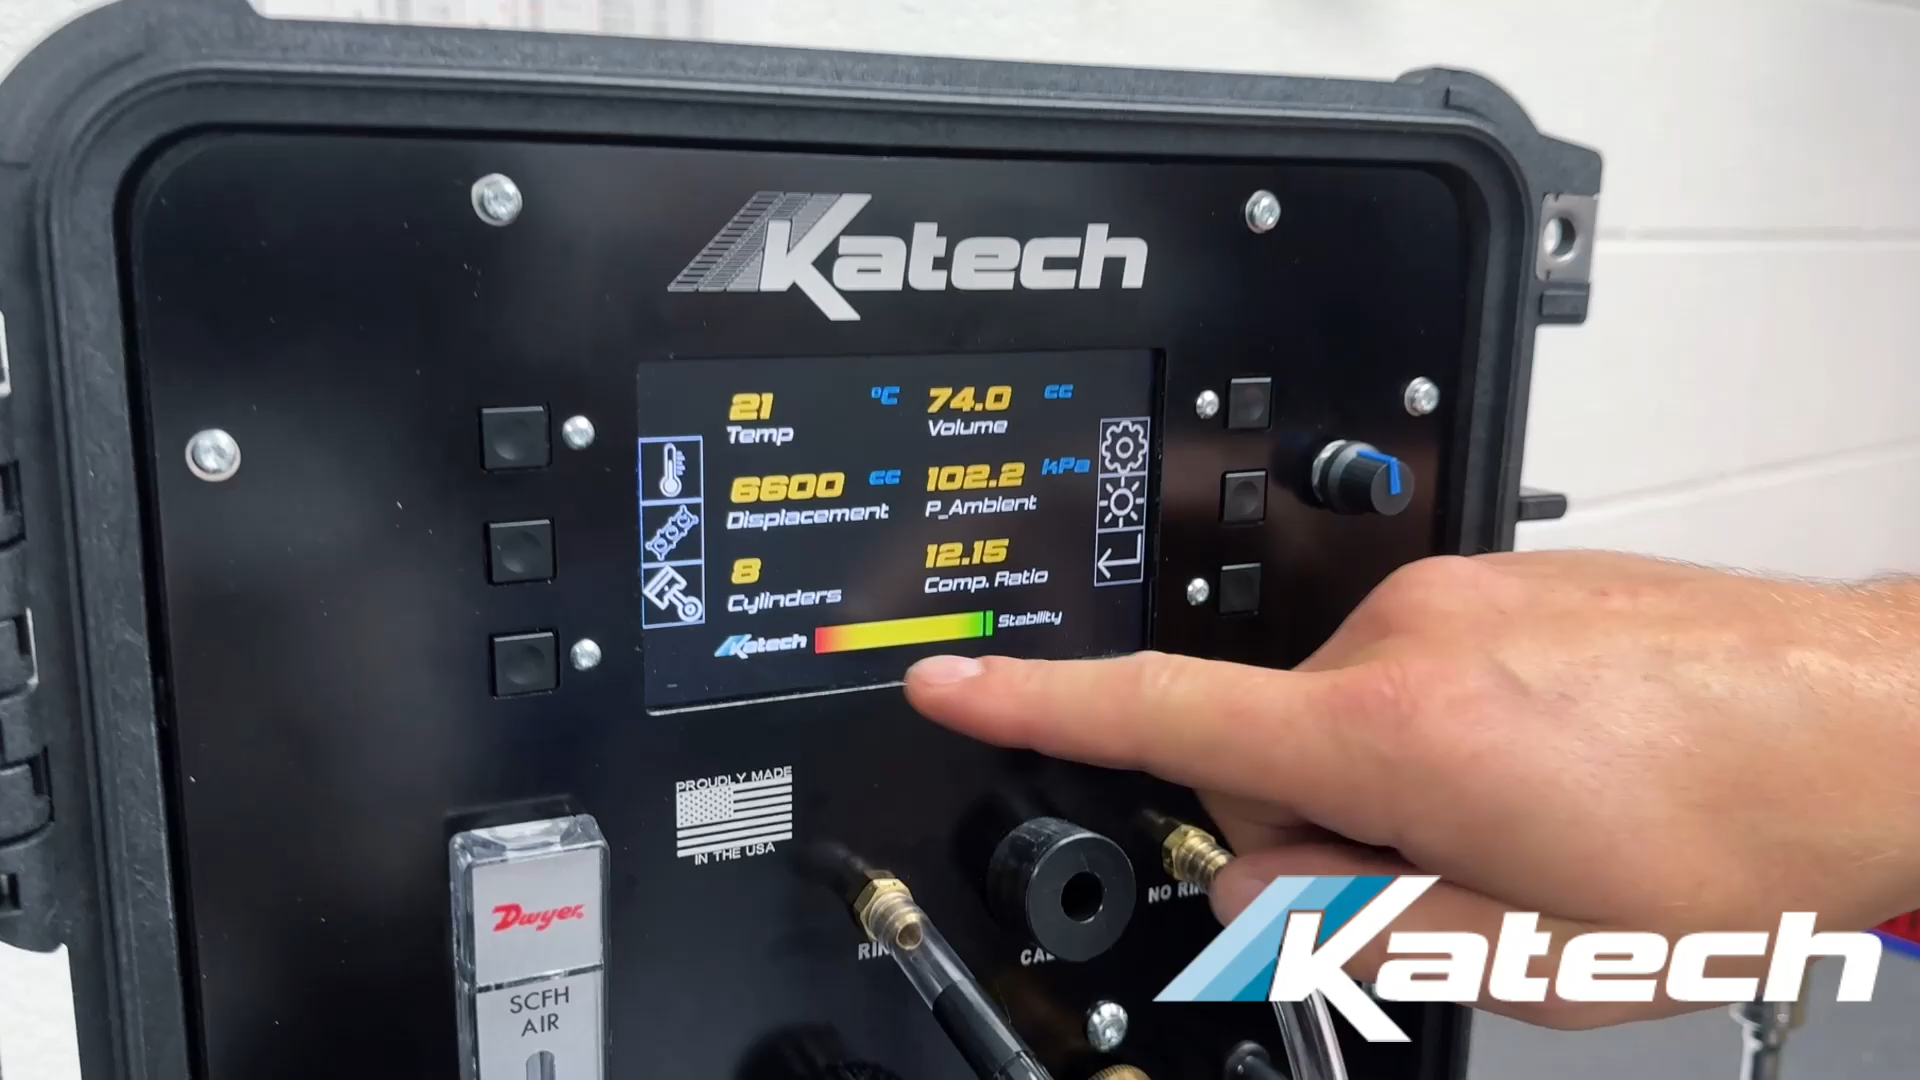 Katech
21 °C
Temp
74.0 cc
Volume
6600 cc
Displacement
102.2 kPa
P_Ambient
8
Cylinders
12.15
Comp. Ratio
Katech
Stability
PROUDLY MADE
IN THE USA
Dwyer
SCFH
AIR
NO
Katech